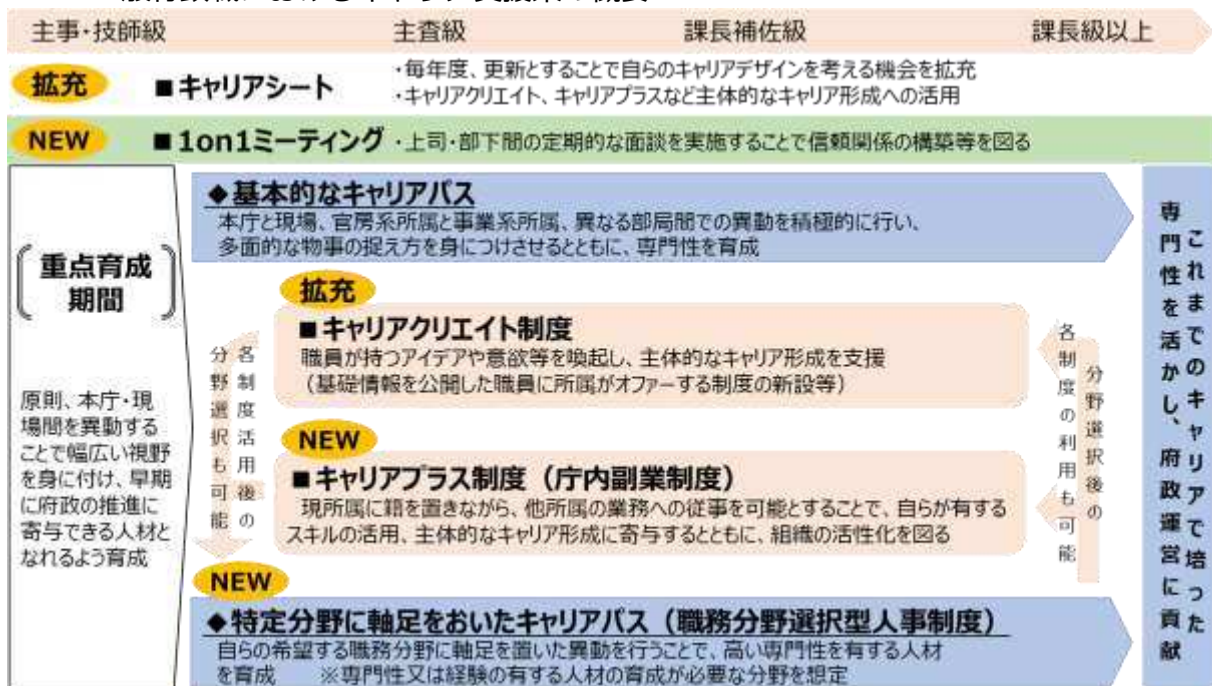 主事・技師級 主査級 課長補佐級 課長級以上
拡充 ■キャリアシート
・毎年度、更新とすることで自らのキャリアデザインを考える機会を拡充
・キャリアクリエイト、キャリアプラスなど主体的なキャリア形成への活用
NEW ■1on1ミーティング ・上司・部下間の定期的な面談を実施することで信頼関係の構築等を図る
重点育成
期間
原則、本庁・現
場間を異動する
ことで幅広い視野
を身に付け、早期
に府政の推進に
寄与できる人材と
なれるよう育成
◆基本的なキャリアパス
本庁と現場、官房系所属と事業系所属、異なる部局間での異動を積極的に行い、
多面的な物事の捉え方を身につけさせるとともに、専門性を育成
各制度活用後の
分野選択も可能
拡充
■キャリアクリエイト制度
職員が持つアイデアや意欲等を喚起し、主体的なキャリア形成を支援
（基礎情報を公開した職員に所属がオファーする制度の新設等）
NEW
■キャリアプラス制度（庁内副業制度）
現所属に籍を置きながら、他所属の業務への従事を可能とすることで、自らが有する
スキルの活用、主体的なキャリア形成に寄与するとともに、組織の活性化を図る
分野選択後の
各制度の利用も可能
NEW
◆特定分野に軸足をおいたキャリアパス（職務分野選択型人事制度）
自らの希望する職務分野に軸足を置いた異動を行うことで、高い専門性を有する人材
を育成 ※専門性又は経験の有する人材の育成が必要な分野を想定
これまでのキャリアで培った
専門性を活かし、府政運営に貢献